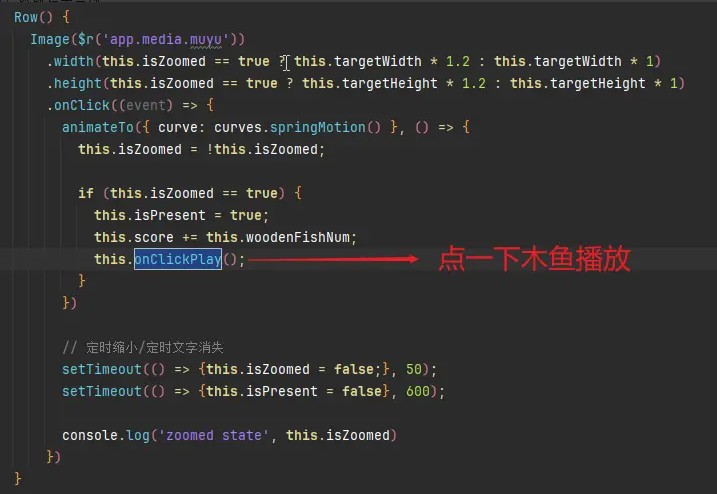 Row() {
Image($r('app.media.muyu'))
.width(this.isZoomed == true ? this.targetWidth * 1.2 : this.targetWidth * 1)
.height(this.isZoomed == true ? this.targetHeight * 1.2 : this.targetHeight * 1)
.onClick((event) => {
animateTo({ curve: curves.springMotion() }, () => {
this.isZoomed = !this.isZoomed;
if (this.isZoomed == true) {
this.isPresent = true;
this.score += this.woodenFishNum;
this.onClickPlay(); 点一下木鱼播放
}
})
// 定时缩小/定时文字消失
setTimeout(() => {this.isZoomed = false;}, 50);
setTimeout(() => {this.isPresent = false}, 600);
console.log('zoomed state', this.isZoomed)
})
}